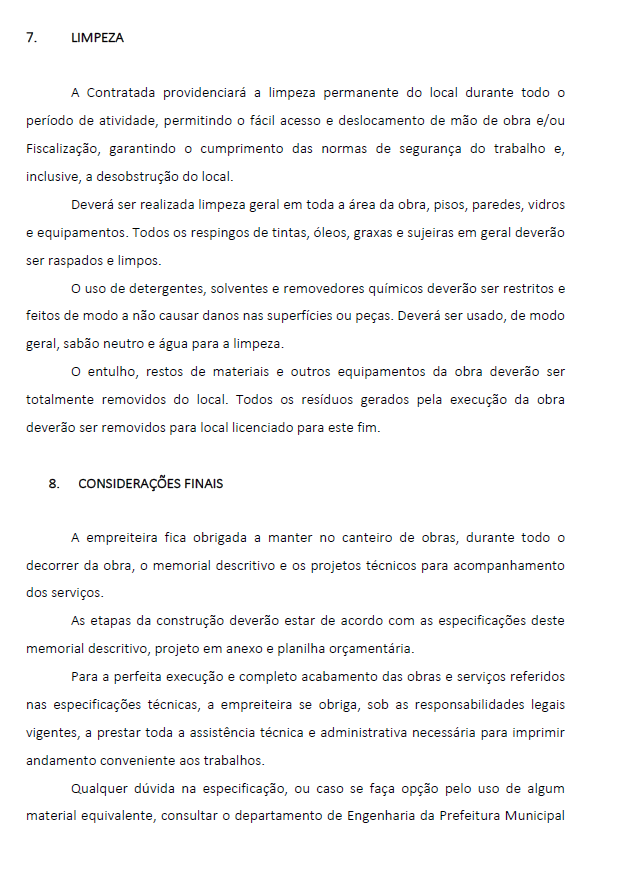 7. LIMPEZA
A Contratada providenciará a limpeza permanente do local durante todo o
período de atividade, permitindo o fácil acesso e deslocamento de mão de obra e/ou
Fiscalização, garantindo o cumprimento das normas de segurança do trabalho e,
inclusive, a desobstrução do local.
Deverá ser realizada limpeza geral em toda a área da obra, pisos, paredes, vidros
e equipamentos. Todos os respingos de tintas, óleos, graxas e sujeiras em geral deverão
ser raspados e limpos.
O uso de detergentes, solventes e removedores químicos deverão ser restritos e
feitos de modo a não causar danos nas superfícies ou peças. Deverá ser usado, de modo
geral, sabão neutro e água para a limpeza.
O entulho, restos de materiais e outros equipamentos da obra deverão ser
totalmente removidos do local. Todos os resíduos gerados pela execução da obra
deverão ser removidos para local licenciado para este fim.
8. CONSIDERAÇÕES FINAIS
A empreiteira fica obrigada a manter no canteiro de obras, durante todo o
decorrer da obra, o memorial descritivo e os projetos técnicos para acompanhamento
dos serviços.
As etapas da construção deverão estar de acordo com as especificações deste
memorial descritivo, projeto em anexo e planilha orçamentária.
Para a perfeita execução e completo acabamento das obras e serviços referidos
nas especificações técnicas, a empreiteira se obriga, sob as responsabilidades legais
vigentes, a prestar toda a assistência técnica e administrativa necessária para imprimir
andamento conveniente aos trabalhos.
Qualquer dúvida na especificação, ou caso se faça opção pelo uso de algum
material equivalente, consultar o departamento de Engenharia da Prefeitura Municipal